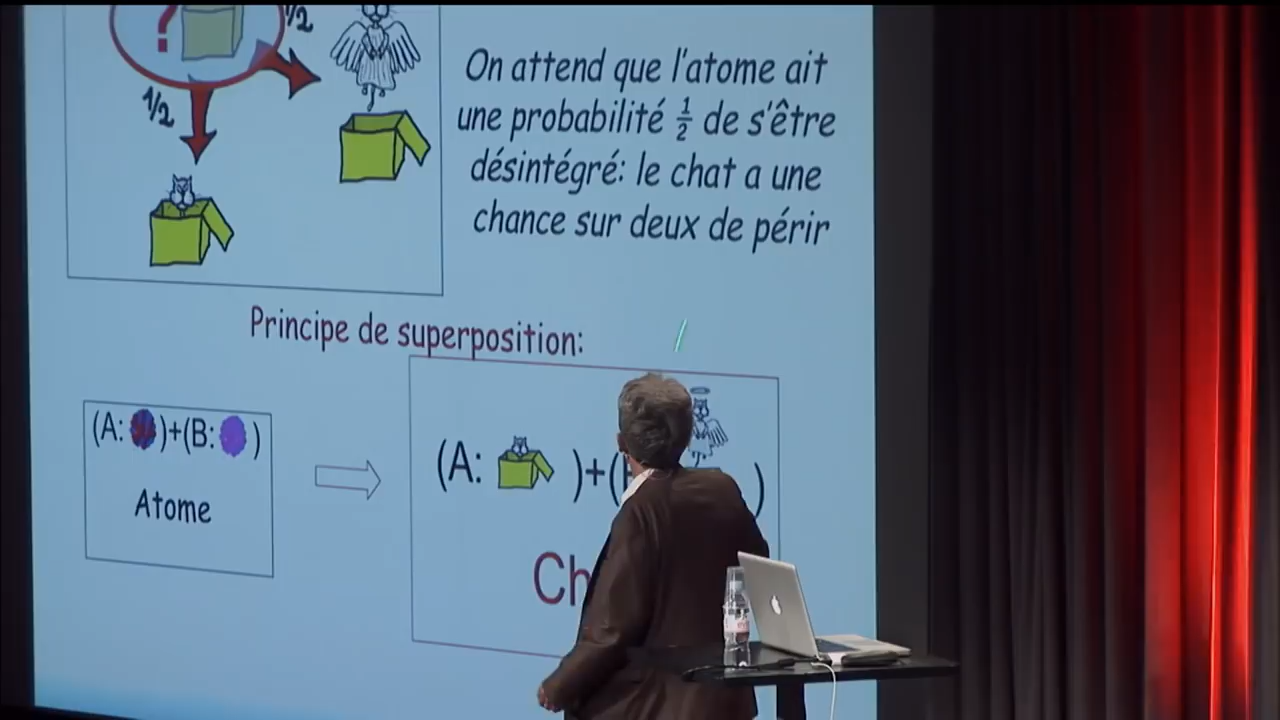 ?
1/2
1/2
On attend que l'atome ait
une probabilité 1/2 de s'être
désintégré: le chat a une
chance sur deux de périr
Principe de superposition:
(A: )+(B: )
Atome
(A: )+( )